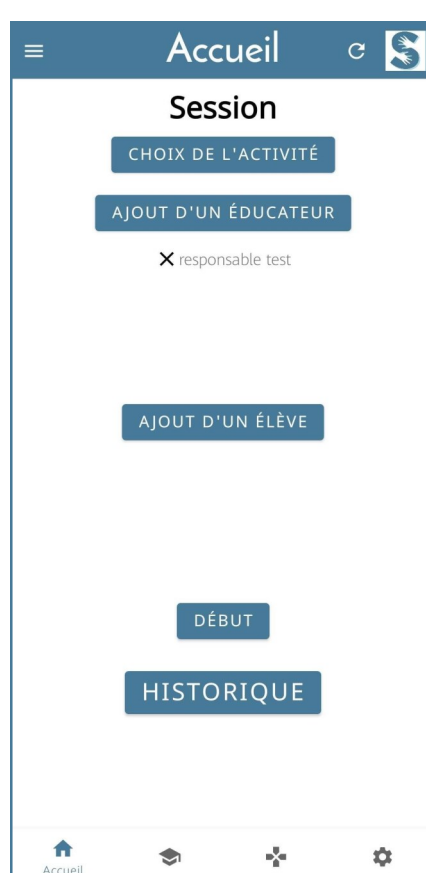 Accueil
Session
CHOIX DE L'ACTIVITÉ
AJOUT D'UN ÉDUCATEUR
responsable test
AJOUT D'UN ÉLÈVE
DÉBUT
HISTORIQUE
Accueil